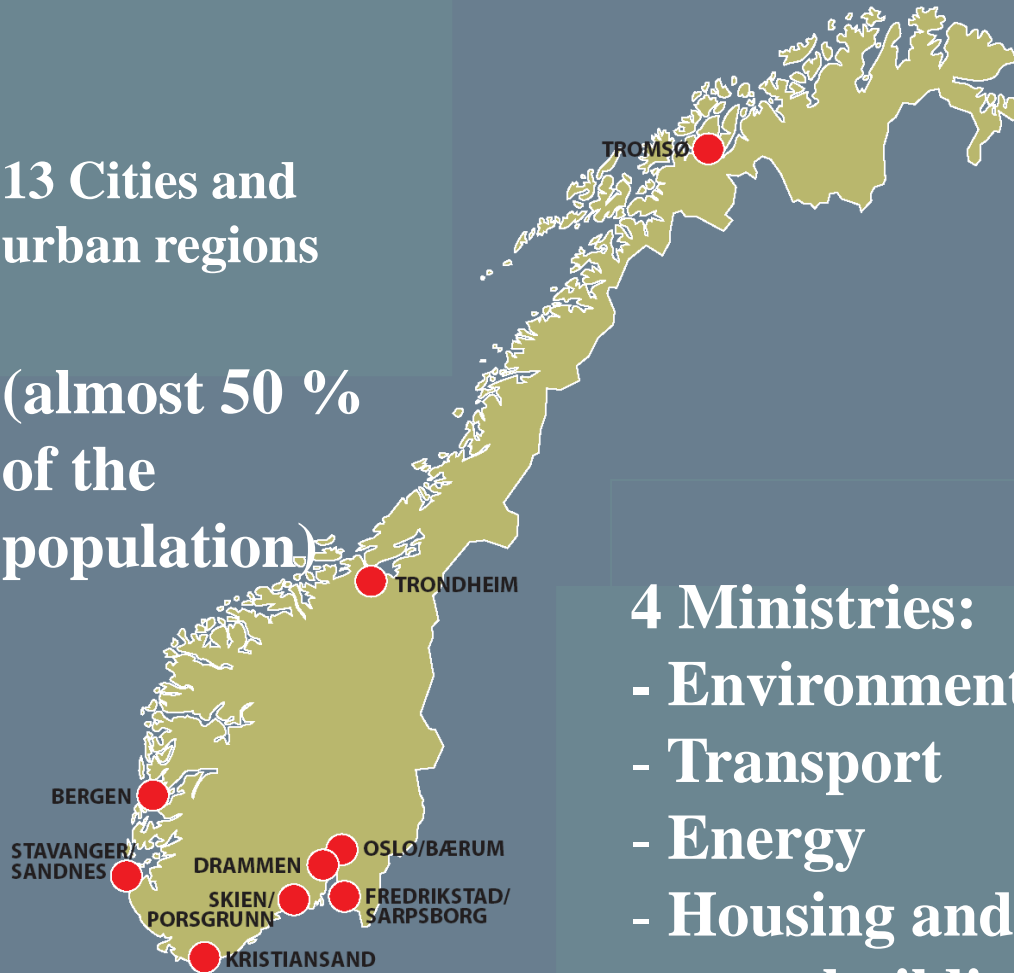 13 Cities and
urban regions
(almost 50 %
of the
population)
TROMSØ
TRONDHEIM
BERGEN
STAVANGER/
SANDNES
DRAMMEN
OSLO/BÆRUM
SKIEN/
PORSGRUNN
FREDRIKSTAD/
SARPSBORG
KRISTIANSAND
4 Ministries:
- Environment
- Transport
- Energy
- Housing and